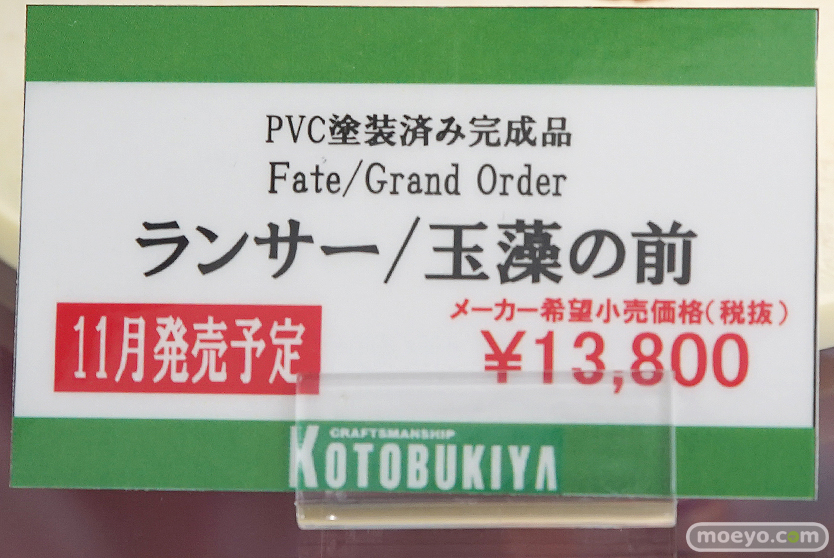 PVC塗装済み完成品
Fate/Grand Order
ランサー/玉藻の前
11月発売予定
メーカー希望小売価格(税抜)
¥13,800
CRAFTSMANSHIP
KOTOBUKIYA
moeyo.com